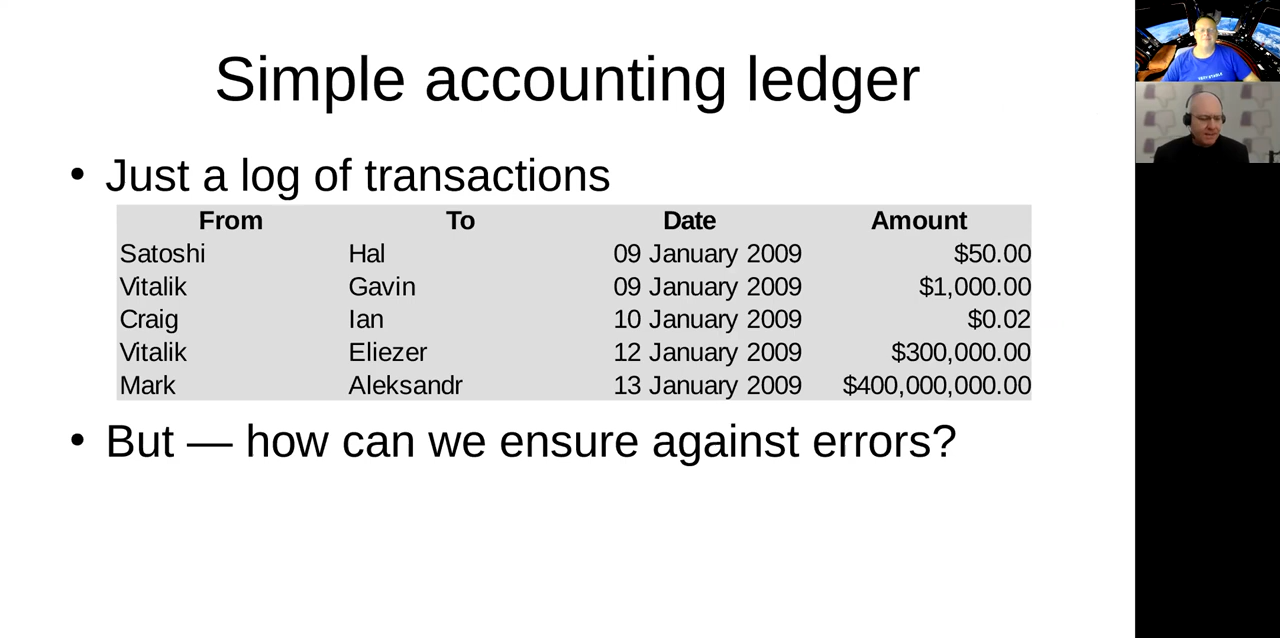 Simple accounting ledger
• Just a log of transactions
From To Date Amount
Satoshi Hal 09 January 2009 $50.00
Vitalik Gavin 09 January 2009 $1,000.00
Craig Ian 10 January 2009 $0.02
Vitalik Eliezer 12 January 2009 $300,000.00
Mark Aleksandr 13 January 2009 $400,000,000.00
• But — how can we ensure against errors?